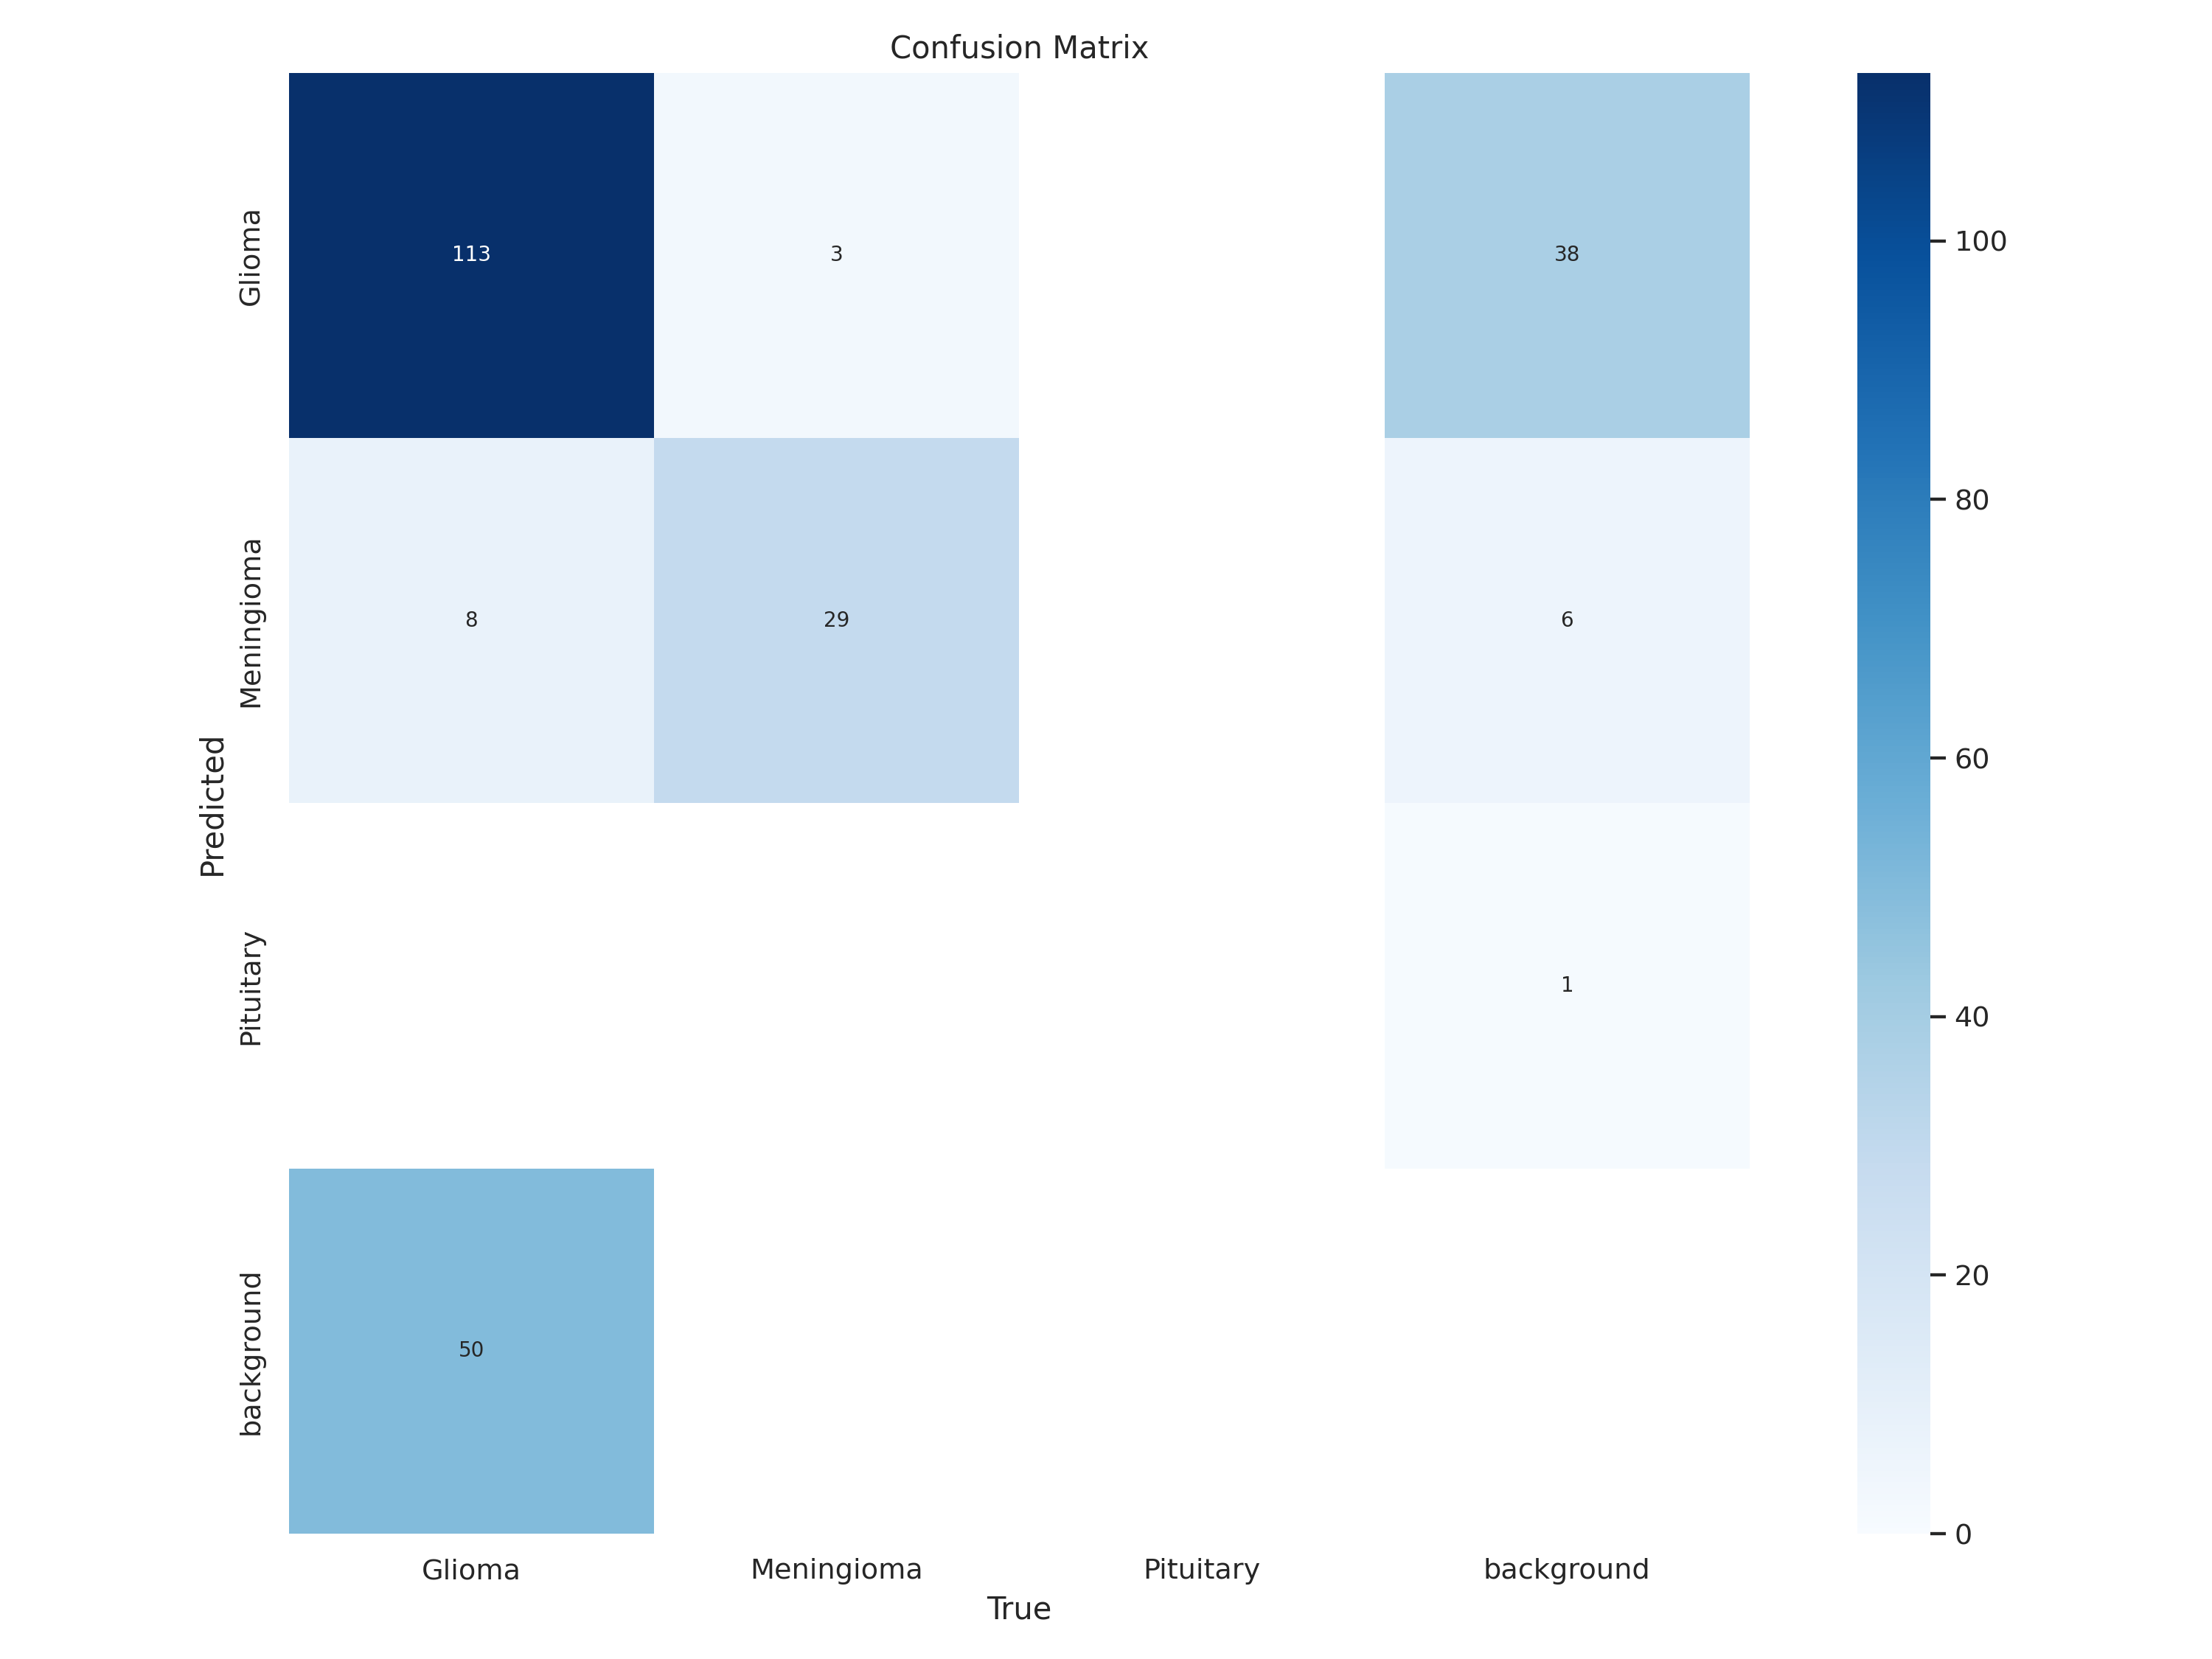 Confusion Matrix
Glioma
113
3
38
100
80
Meningioma
8
29
6
60
Predicted
Pituitary
1
40
background
50
20
0
Glioma
Meningioma
Pituitary
background
True